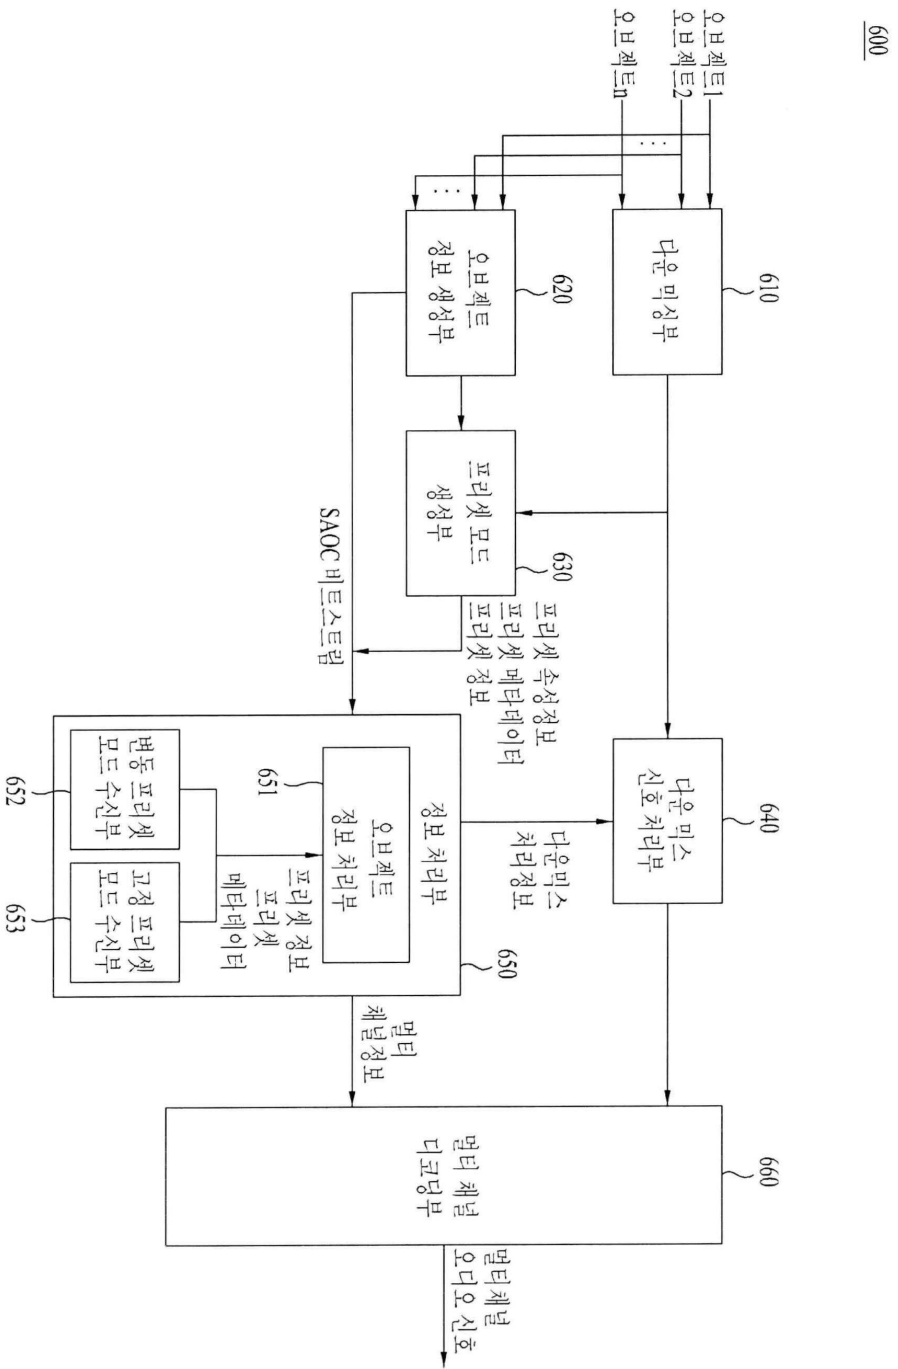 600
오브젝트1
오브젝트2
오브젝트n
...
...
610
다운 믹싱부
620
오브젝트
정보 생성부
630
프리셋 모드
생성부
프리셋 속성정보
프리셋 메타데이터
프리셋 정보
SAOC 비트스트림
640
다운 믹스
신호 처리부
다운믹스
처리정보
650
정보 처리부
651
오브젝트
정보 처리부
프리셋 정보
프리셋
메타데이터
652
변동 프리셋
모드 수신부
653
고정 프리셋
모드 수신부
멀티
채널정보
660
멀티 채널
디코딩부
멀티채널
오디오 신호